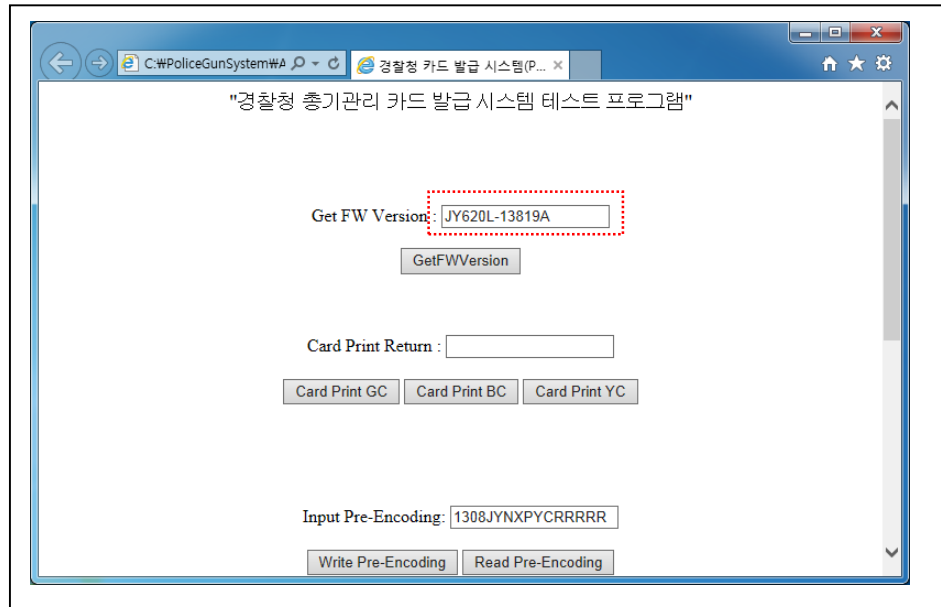 C:₩PoliceGunSystem₩A
경찰청 카드 발급 시스템(P...
"경찰청 총기관리 카드 발급 시스템 테스트 프로그램"
Get FW Version : JY620L-13819A
GetFWVersion
Card Print Return :
Card Print GC Card Print BC Card Print YC
Input Pre-Encoding: 1308JYNXPYCRRRRR
Write Pre-Encoding Read Pre-Encoding